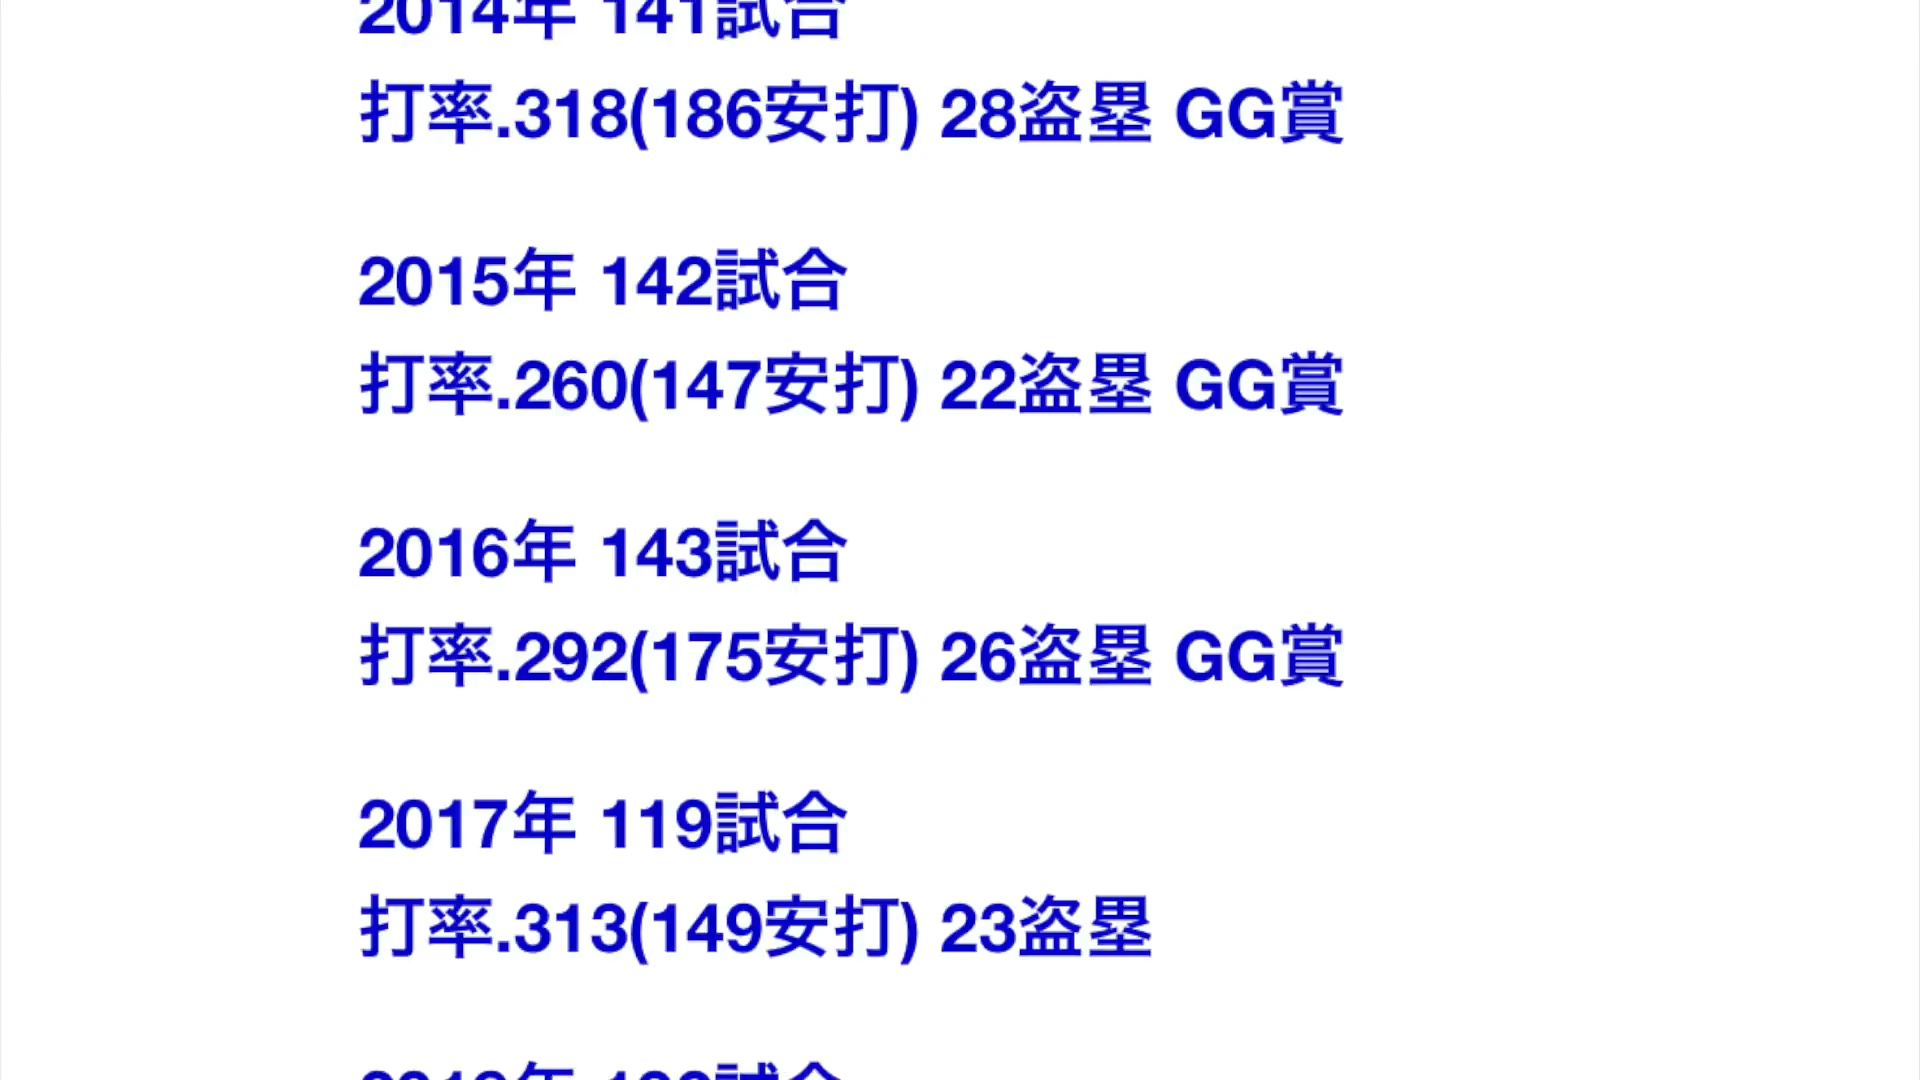 2014年 141試合
打率.318(186安打) 28盗塁 GG賞
2015年 142試合
打率.260(147安打) 22盗塁 GG賞
2016年 143試合
打率.292(175安打) 26盗塁 GG賞
2017年 119試合
打率.313(149安打) 23盗塁